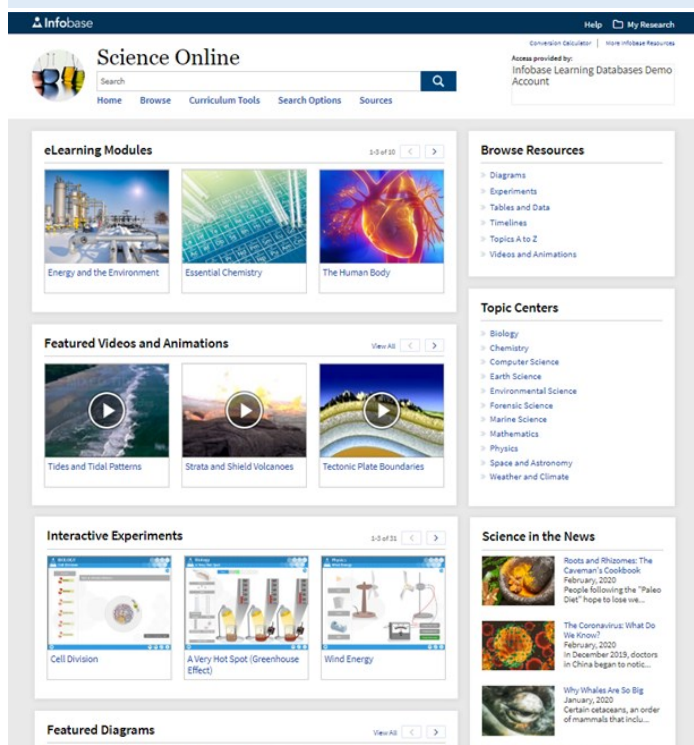 Infobase
Help My Research
Conversion Calculator | More Infobase Resources
Science Online
Access provided by:
Infobase Learning Databases Demo
Account
Search
Home Browse Curriculum Tools Search Options Sources
eLearning Modules
1-3 of 10
Energy and the Environment
Essential Chemistry
The Human Body
Featured Videos and Animations
View All
Tides and Tidal Patterns
Strata and Shield Volcanoes
Tectonic Plate Boundaries
Interactive Experiments
1-3 of 31
Cell Division
A Very Hot Spot (Greenhouse
Effect)
Wind Energy
Featured Diagrams
View All
Browse Resources
Diagrams
Experiments
Tables and Data
Timelines
Topics A to Z
Videos and Animations
Topic Centers
Biology
Chemistry
Computer Science
Earth Science
Environmental Science
Forensic Science
Marine Science
Mathematics
Physics
Space and Astronomy
Weather and Climate
Science in the News
Roots and Rhizomes: The
Caveman's Cookbook
February, 2020
People following the "Paleo
Diet" hope to lose we...
The Coronavirus: What Do
We Know?
February, 2020
In December 2019, doctors
in China began to notic...
Why Whales Are So Big
January, 2020
Certain cetaceans, an order
of mammals that inclu...